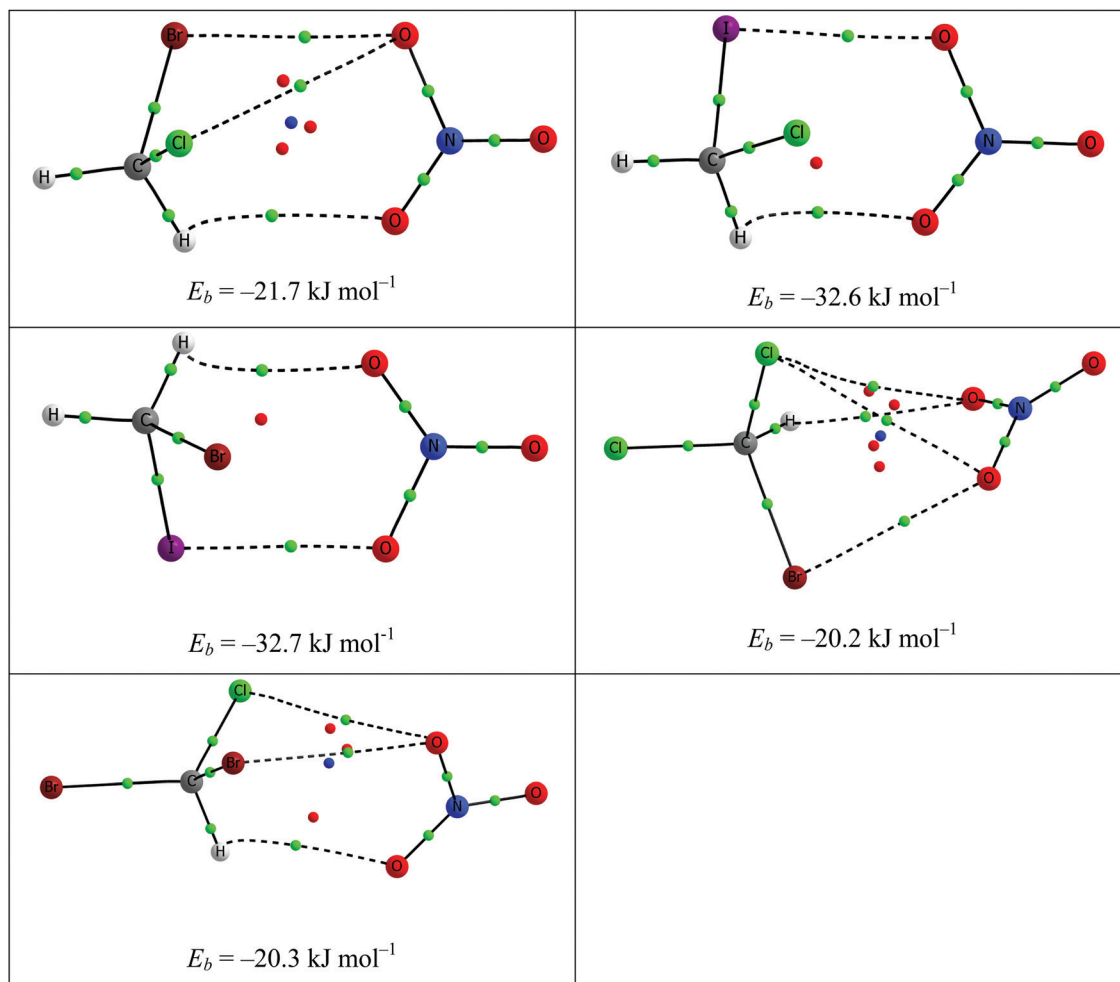 Br
O
Cl
C
N
O
H
O
H
E_b = –21.7 kJ mol⁻¹
I
O
Cl
N
O
H
C
O
H
E_b = –32.6 kJ mol⁻¹
H
O
H
C
Br
N
O
I
O
E_b = –32.7 kJ mol⁻¹
Cl
O
O
N
H
Cl
C
O
Br
E_b = –20.2 kJ mol⁻¹
Cl
O
Br
Br
C
O
N
H
O
E_b = –20.3 kJ mol⁻¹